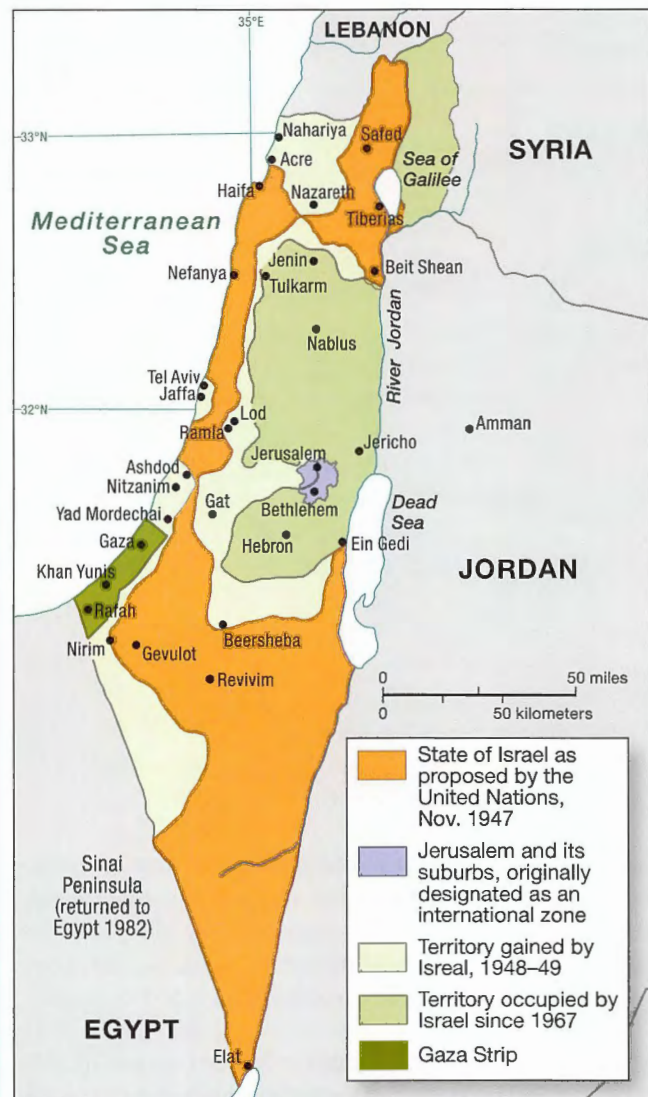 35°E
LEBANON
33°N
Nahariya
Safed
Acre
Sea of
Galilee
SYRIA
Haifa
Nazareth
Tiberias
Mediterranean
Sea
Jenin
Beit Shean
Nefanya
Tulkarm
Nablus
River Jordan
Tel Aviv
Jaffa
32°N
Lod
Ramla
Amman
Jericho
Jerusalem
Ashdod
Nitzanim
Gat
Bethlehem
Dead
Sea
Yad Mordechai
Gaza
Hebron
Ein Gedi
Khan Yunis
JORDAN
Rafah
Beersheba
Nirim
Gevulot
Revivim
0 50 miles
0 50 kilometers
State of Israel as
proposed by the
United Nations,
Nov. 1947
Jerusalem and its
suburbs, originally
designated as an
international zone
Territory gained by
Isreal, 1948–49
Territory occupied by
Israel since 1967
Gaza Strip
Sinai
Peninsula
(returned to
Egypt 1982)
EGYPT
Elat